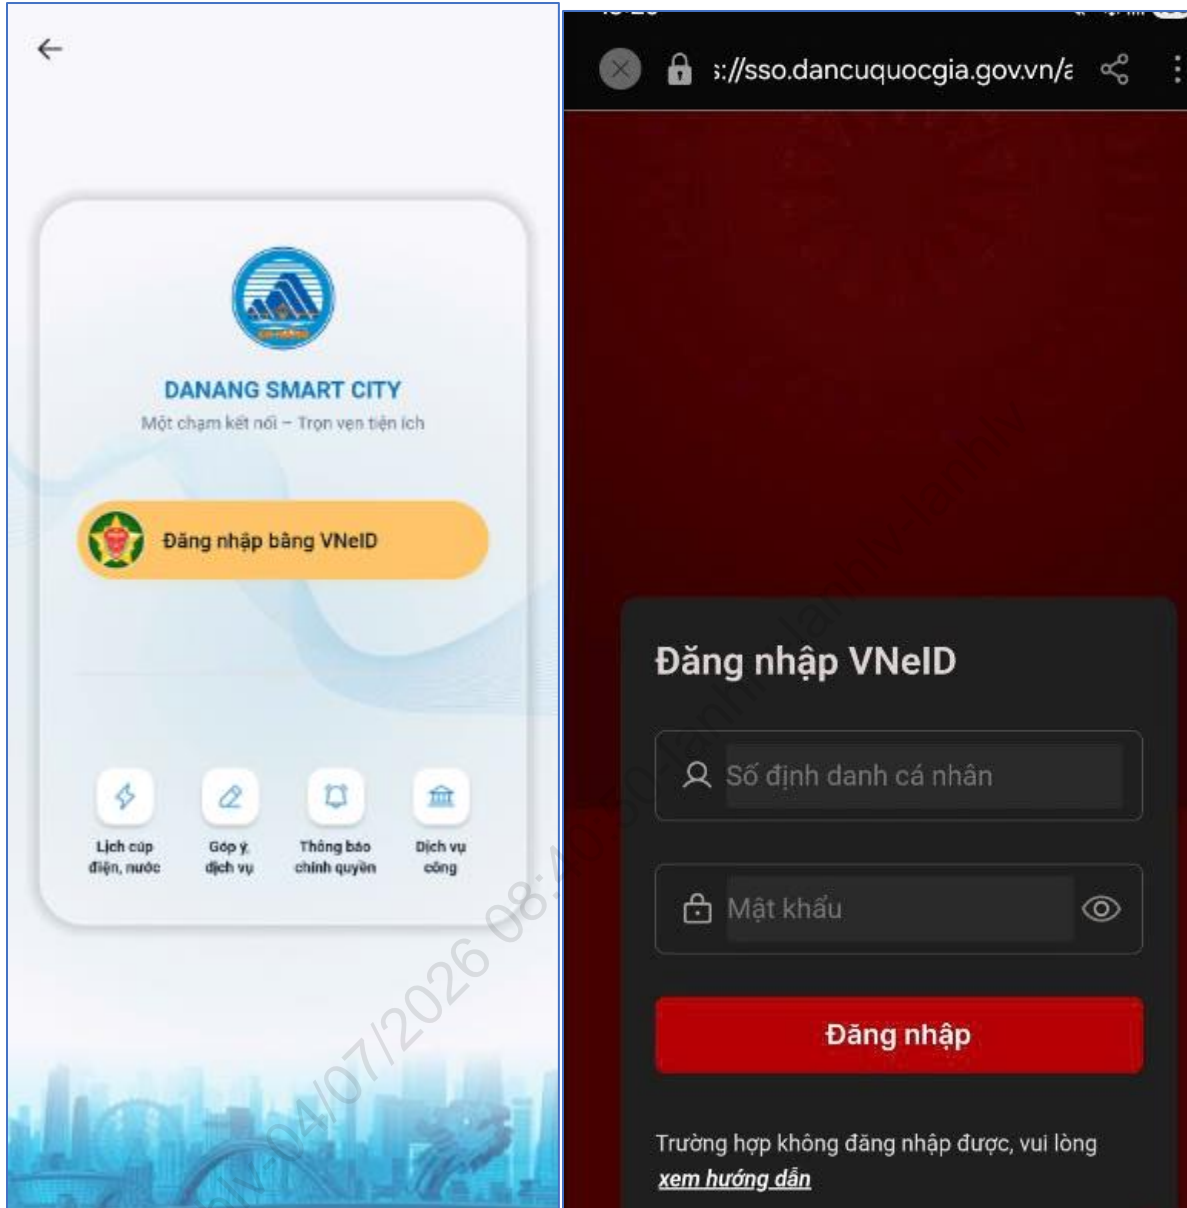 DANANG SMART CITY
Một chạm kết nối – Trọn vẹn tiện ích
Đăng nhập bằng VNeID
Lịch cúp
điện, nước
Góp ý,
dịch vụ
Thông báo
chính quyền
Dịch vụ
công
s://sso.dancuquocgia.gov.vn/a
Đăng nhập VNeID
Số định danh cá nhân
Mật khẩu
Đăng nhập
Trường hợp không đăng nhập được, vui lòng
xem hướng dẫn